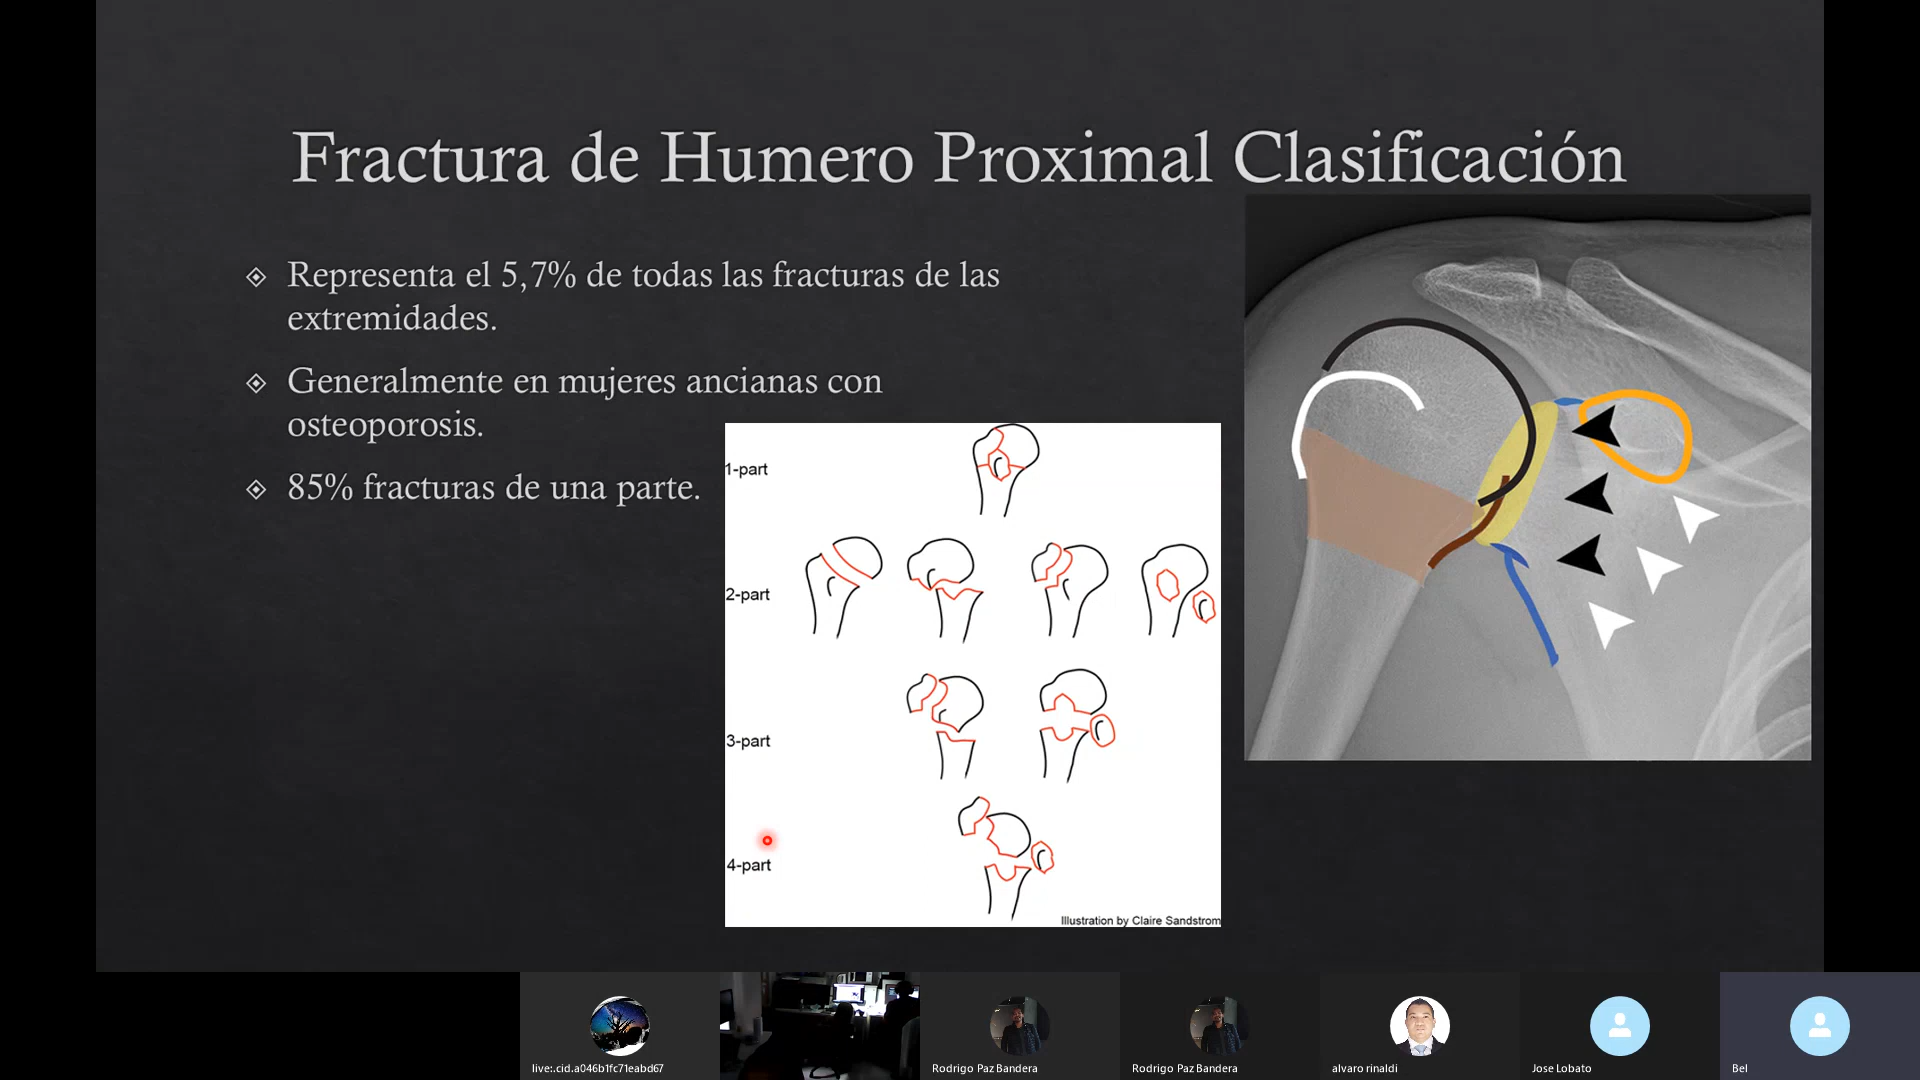 Fractura de Humero Proximal Clasificación
Representa el 5,7% de todas las fracturas de las
extremidades.
Generalmente en mujeres ancianas con
osteoporosis.
85% fracturas de una parte.
1-part
2-part
3-part
4-part
Illustration by Claire Sandstrom
live:.cid.a046b1fc71eabd67
Rodrigo Paz Bandera
Rodrigo Paz Bandera
alvaro rinaldi
Jose Lobato
Bel